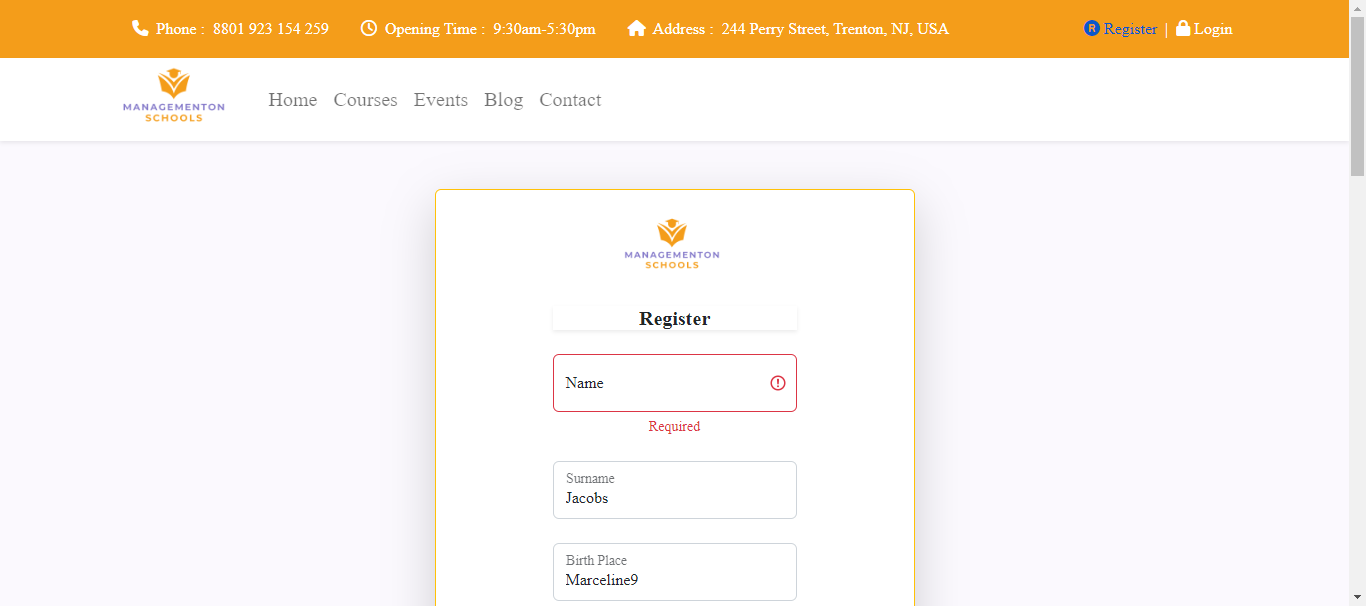 Phone : 8801 923 154 259 Opening Time : 9:30am-5:30pm Address : 244 Perry Street, Trenton, NJ, USA R Register | Login
MANAGEMENTON
SCHOOLS
Home Courses Events Blog Contact
MANAGEMENTON
SCHOOLS
Register
Name
Required
Surname
Jacobs
Birth Place
Marceline9